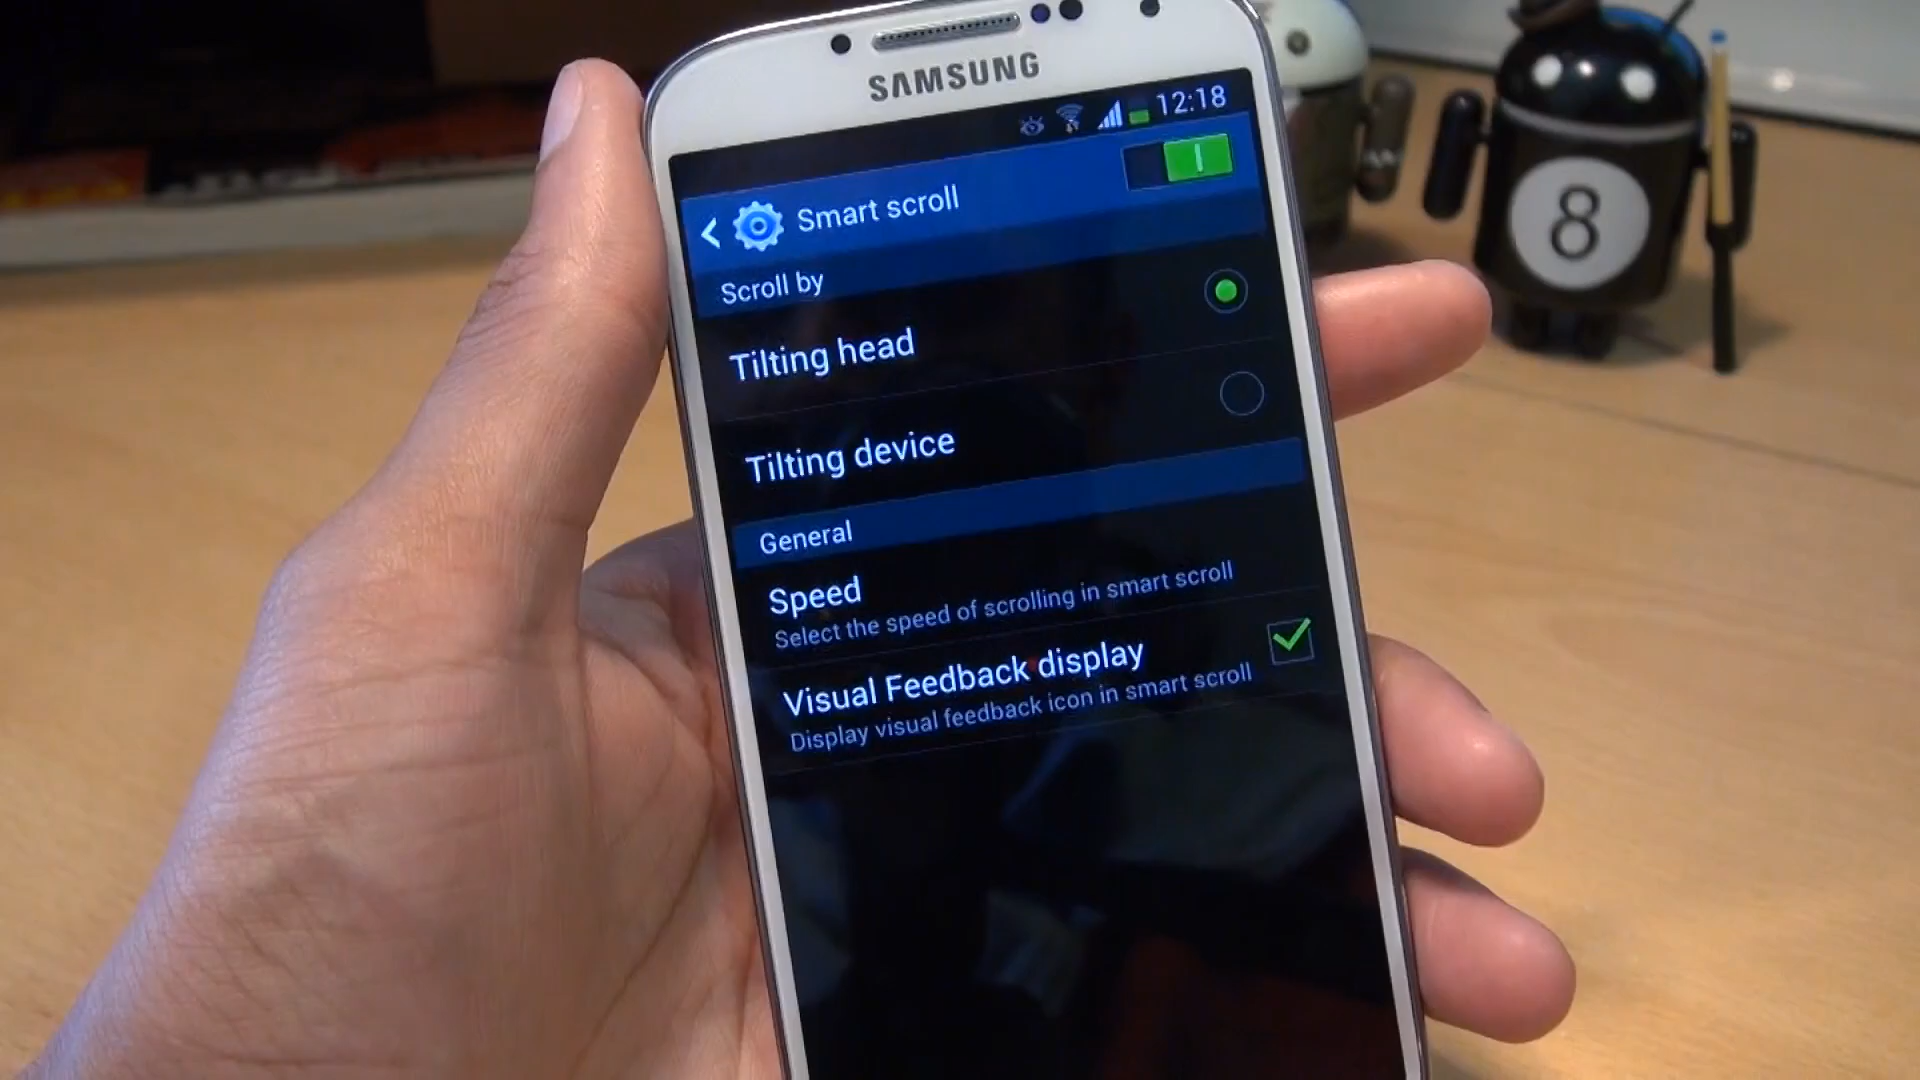 SAMSUNG
12:18
Smart scroll
Scroll by
Tilting head
Tilting device
General
Speed
Select the speed of scrolling in smart scroll
Visual Feedback display
Display visual feedback icon in smart scroll
8